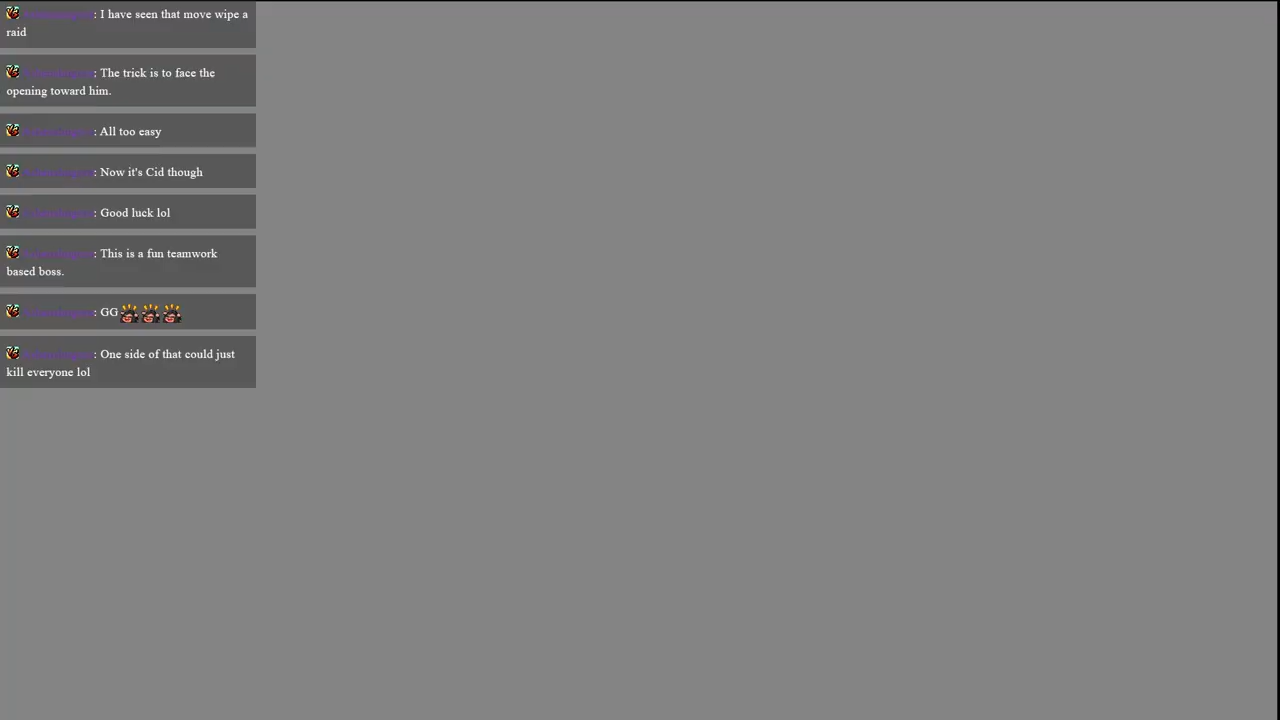 : I have seen that move wipe a
raid
: The trick is to face the
opening toward him.
: All too easy
: Now it's Cid though
: Good luck lol
: This is a fun teamwork
based boss.
: GG
: One side of that could just
kill everyone lol